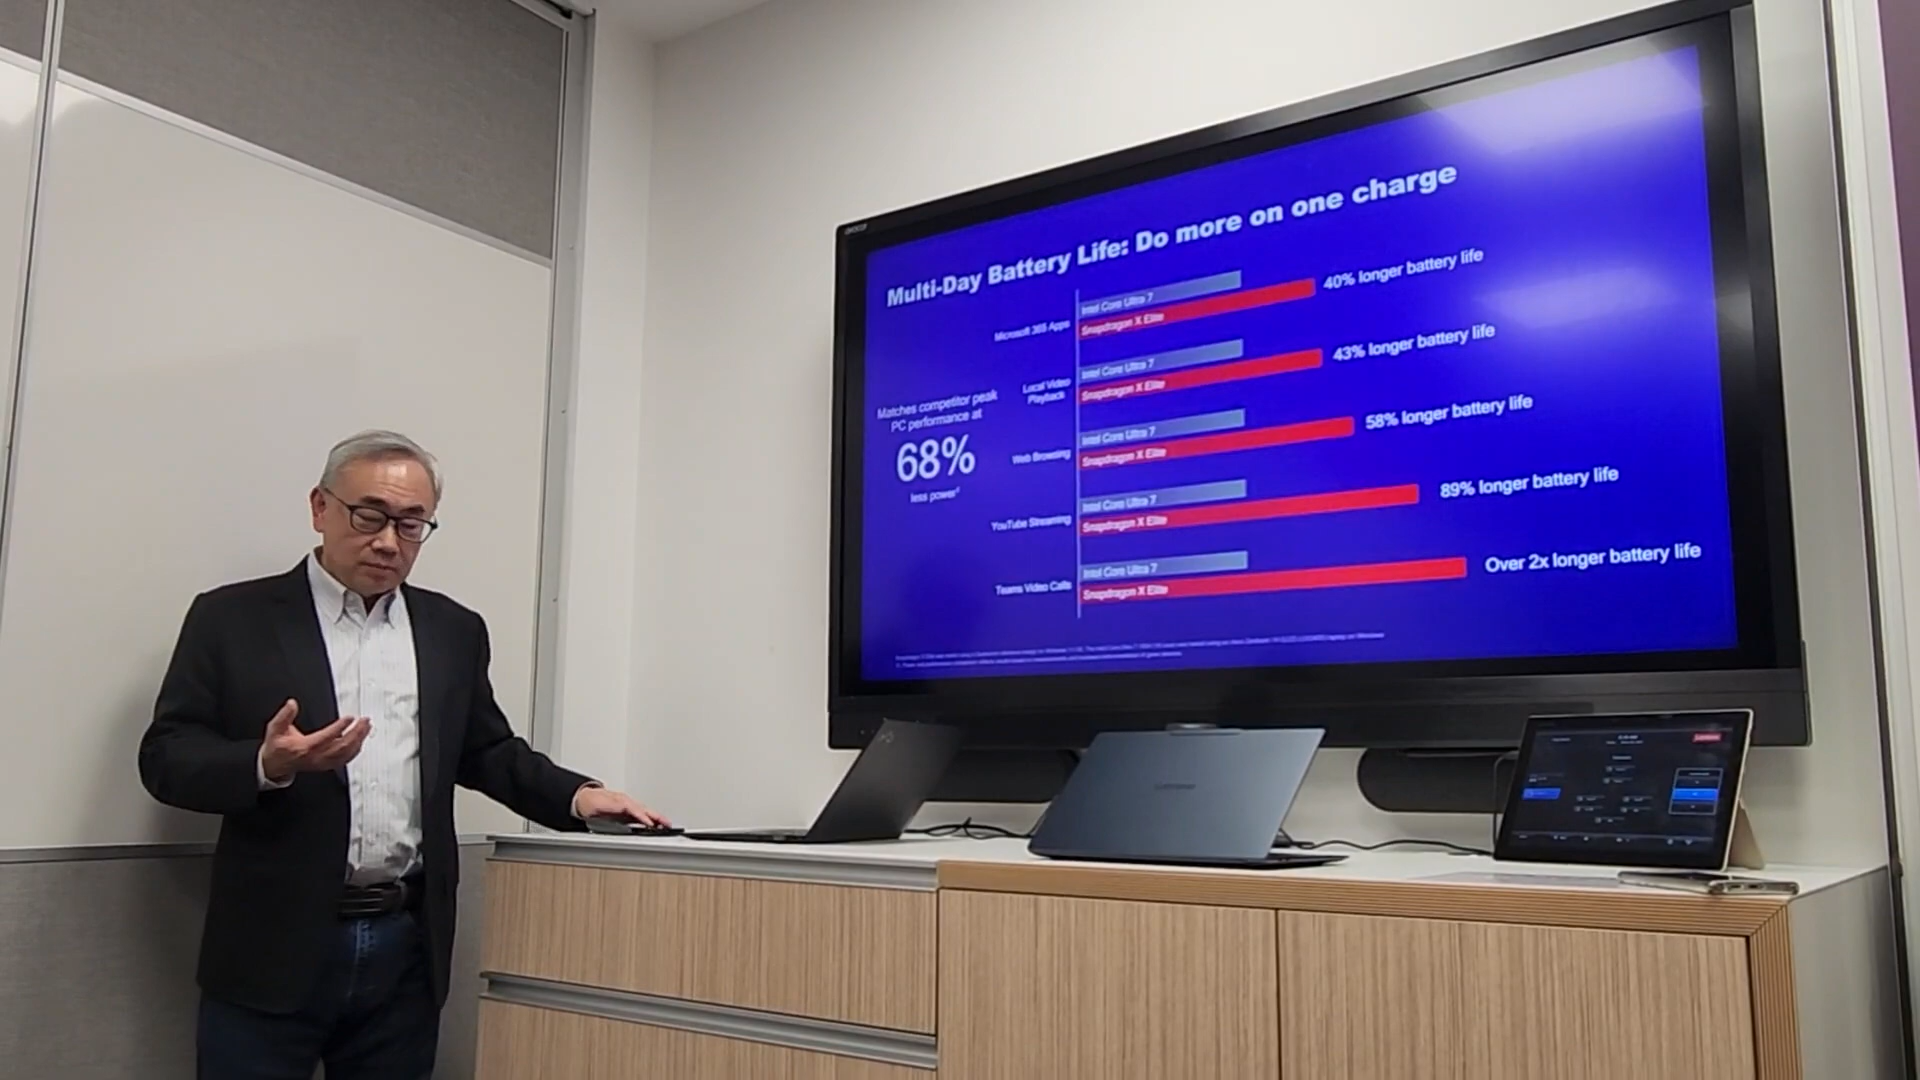 Multi-Day Battery Life: Do more on one charge
Matches competitor peak
PC performance at
68%
less power
Microsoft 365 Apps
Intel Core Ultra 7
Snapdragon X Elite
40% longer battery life
Local Video
Playback
Intel Core Ultra 7
Snapdragon X Elite
43% longer battery life
Web Browsing
Intel Core Ultra 7
Snapdragon X Elite
58% longer battery life
YouTube Streaming
Intel Core Ultra 7
Snapdragon X Elite
89% longer battery life
Teams Video Calls
Intel Core Ultra 7
Snapdragon X Elite
Over 2x longer battery life
Lenovo